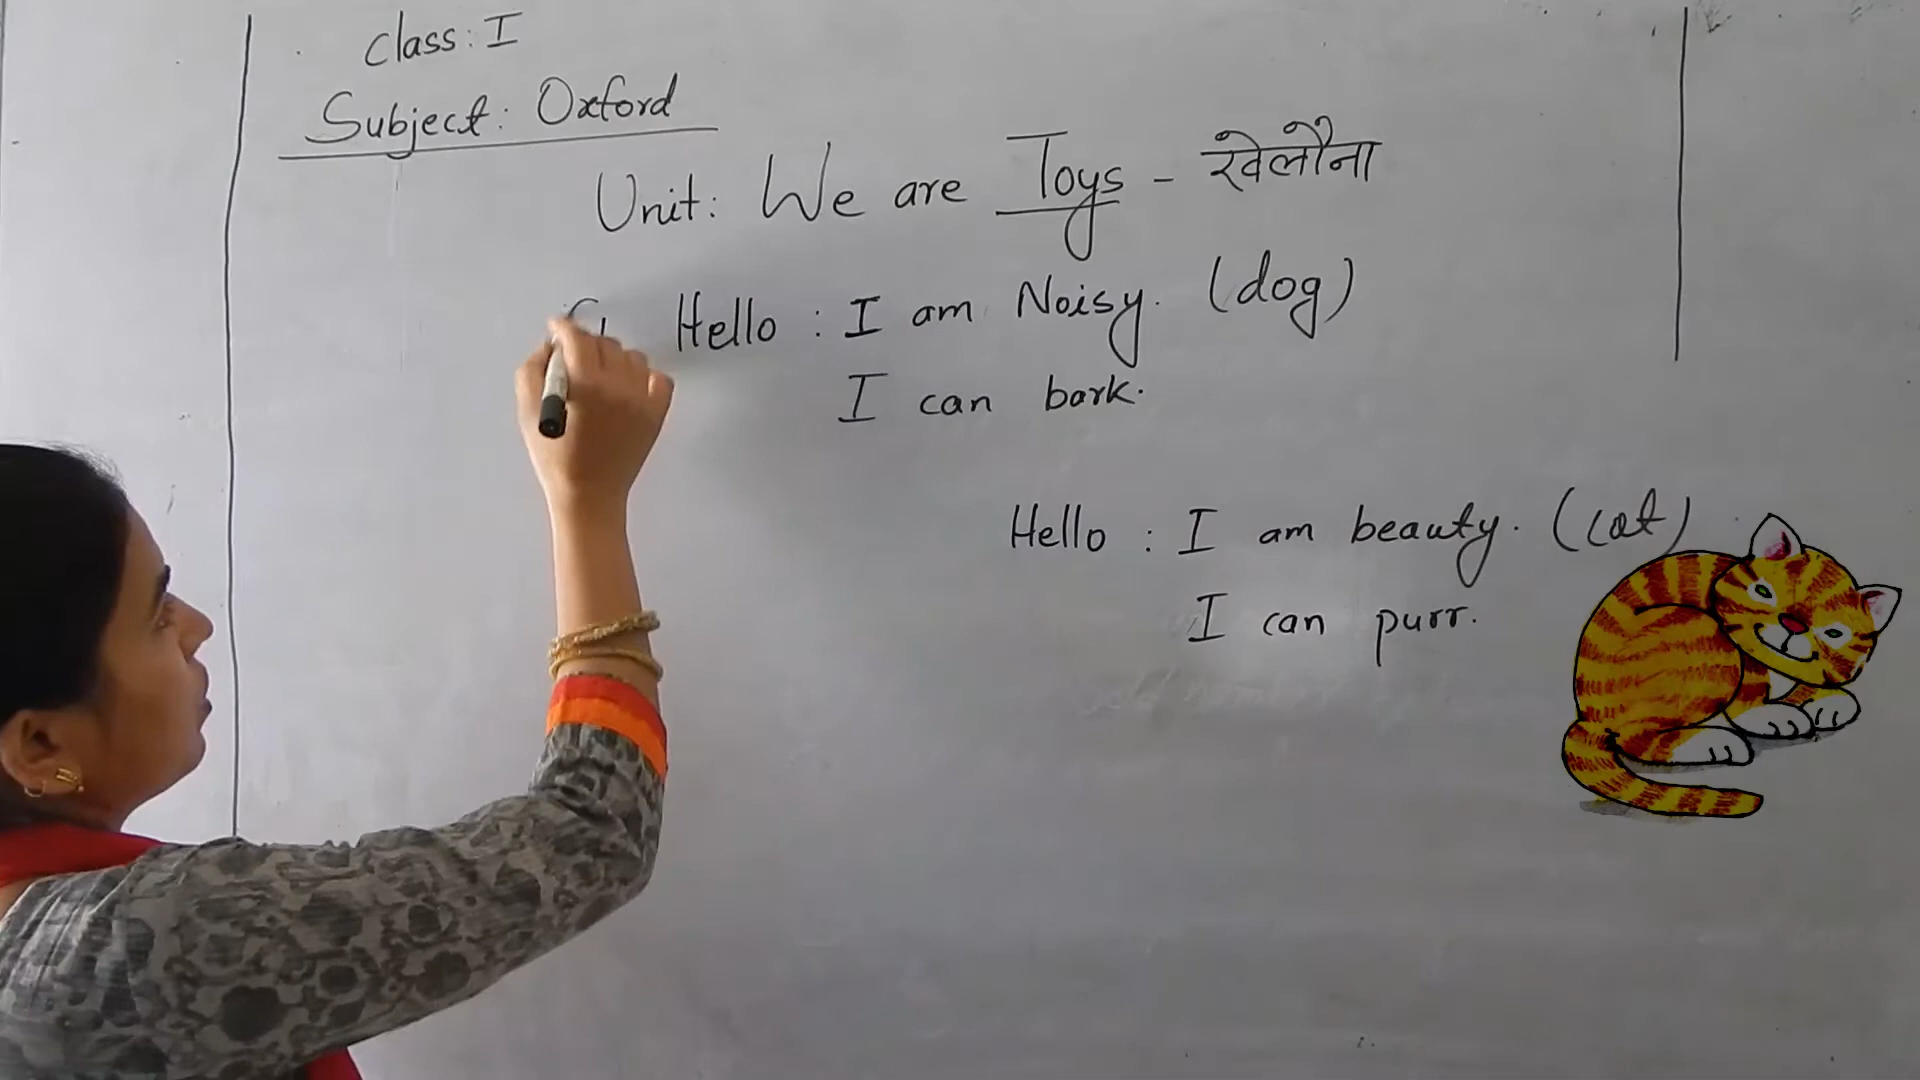 Class: I
Subject: Oxford
Unit: We are Toys - खेलौना
Hello : I am Noisy. (dog)
I can bark.
Hello : I am beauty. (cat)
I can purr.